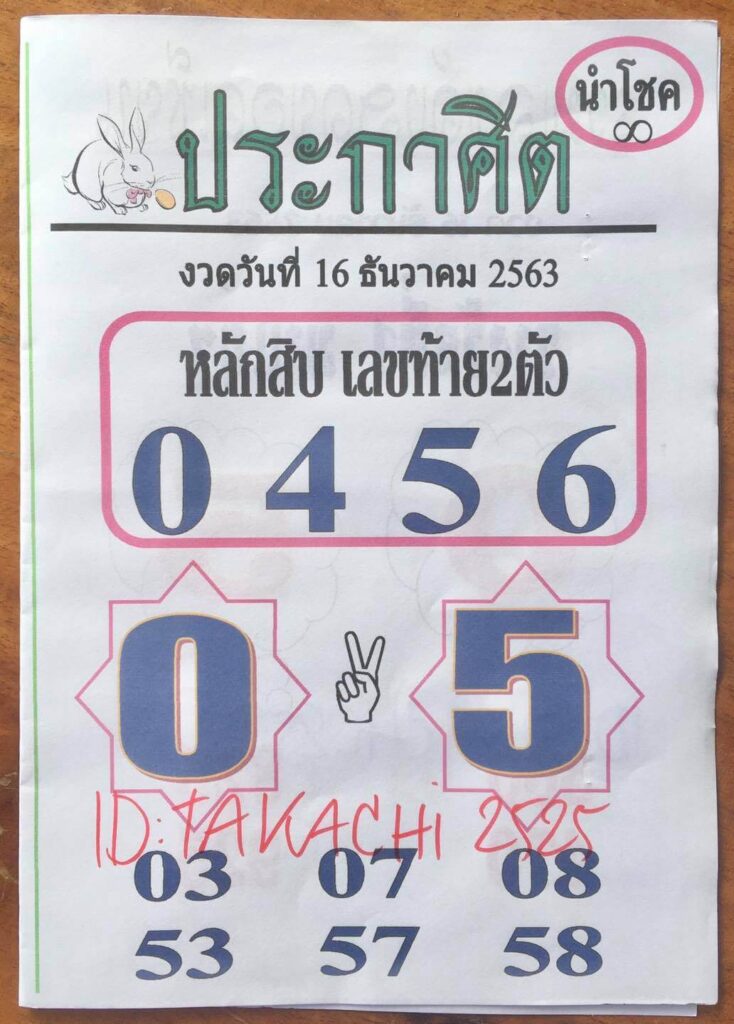 นำโชค
ประกาศีต
งวดวันที่ 16 ธันวาคม 2563
หลักสิบ เลขท้าย2ตัว
0 4 5 6
0 5
ID: TAKACHi 2525
03 07 08
53 57 58